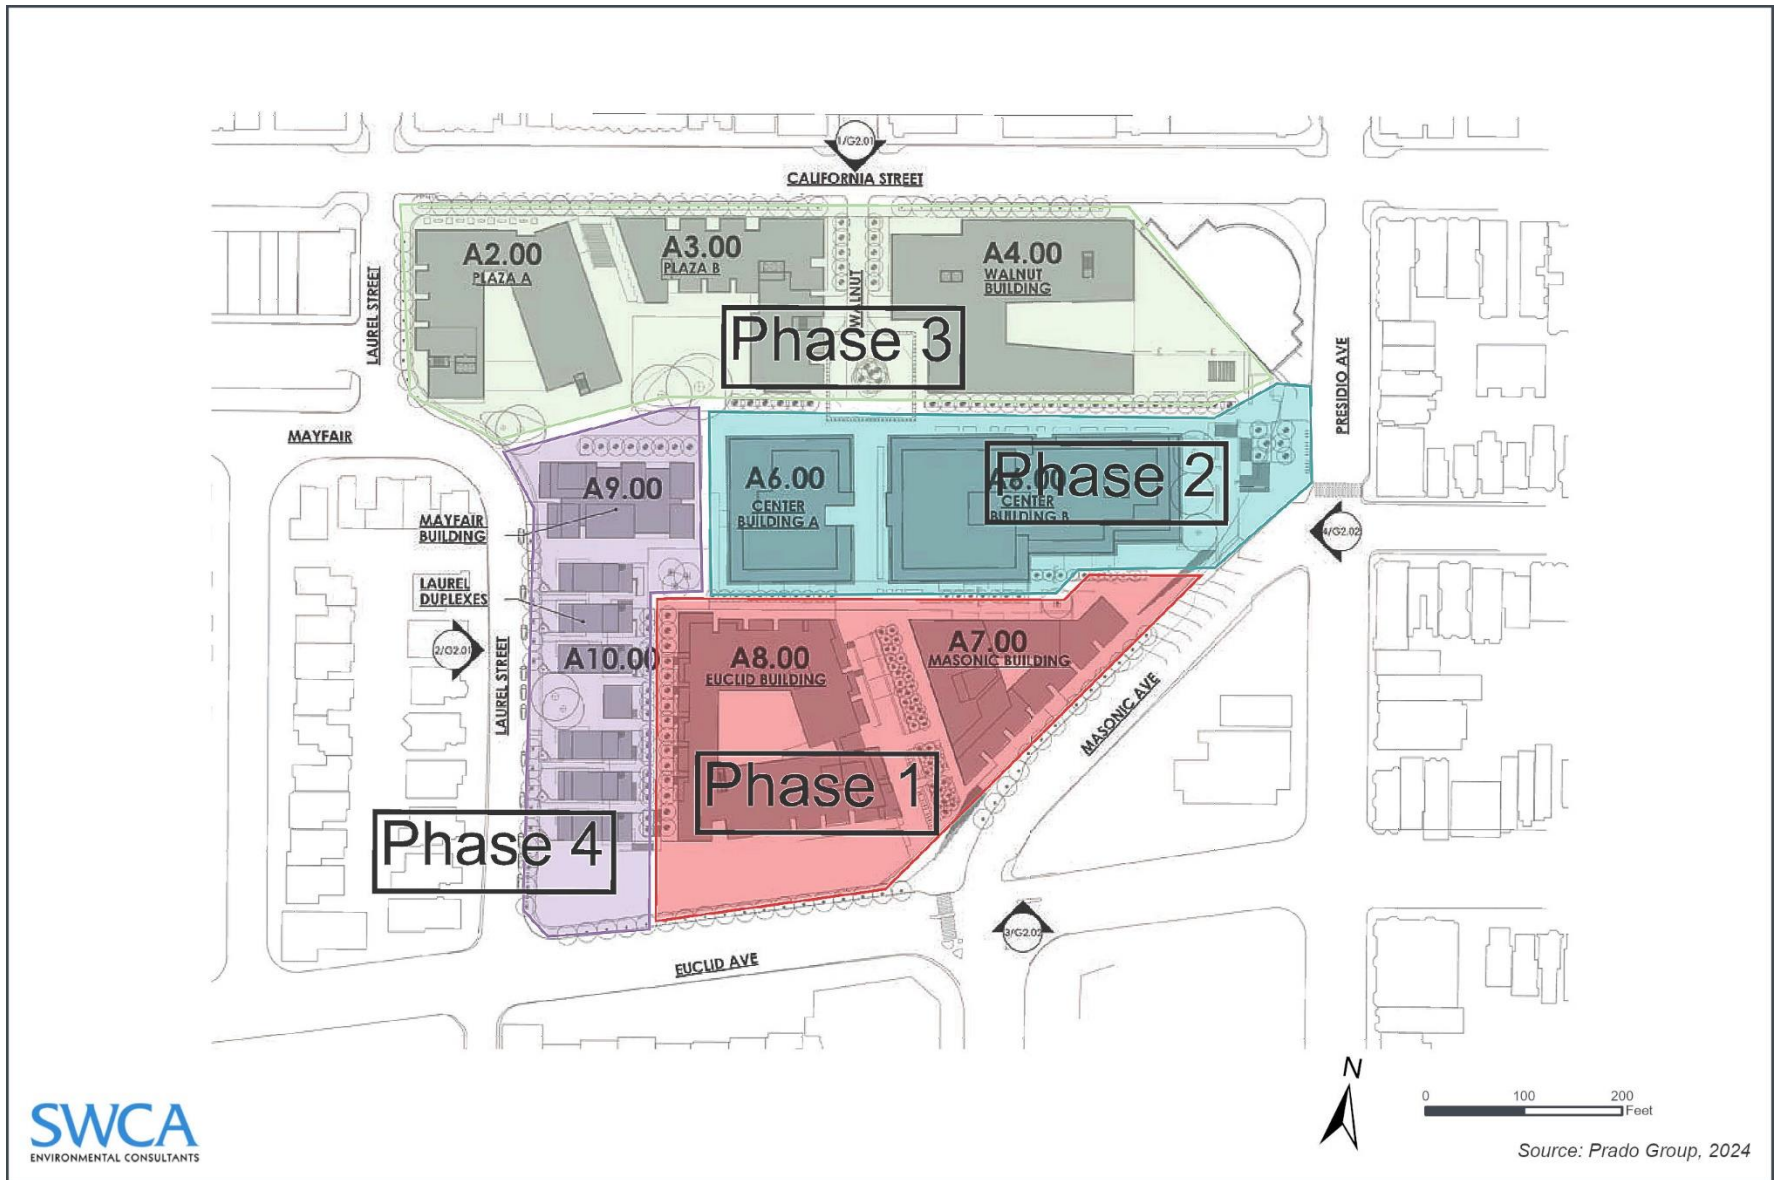 1/G2.01
CALIFORNIA STREET
A2.00
PLAZA A
A3.00
PLAZA B
A4.00
WALNUT
BUILDING
LAUREL STREET
WALNUT
Phase 3
PRESIDIO AVE
MAYFAIR
A9.00
A6.00
CENTER
BUILDING A
CENTER
BUILDING B
Phase 2
MAYFAIR
BUILDING
4/G2.02
LAUREL
DUPLEXES
2/G2.01
LAUREL STREET
A10.00
A8.00
EUCLID BUILDING
A7.00
MASONIC BUILDING
MASONIC AVE
Phase 1
Phase 4
3/G2.02
EUCLID AVE
N
0 100 200
Feet
SWCA
ENVIRONMENTAL CONSULTANTS
Source: Prado Group, 2024